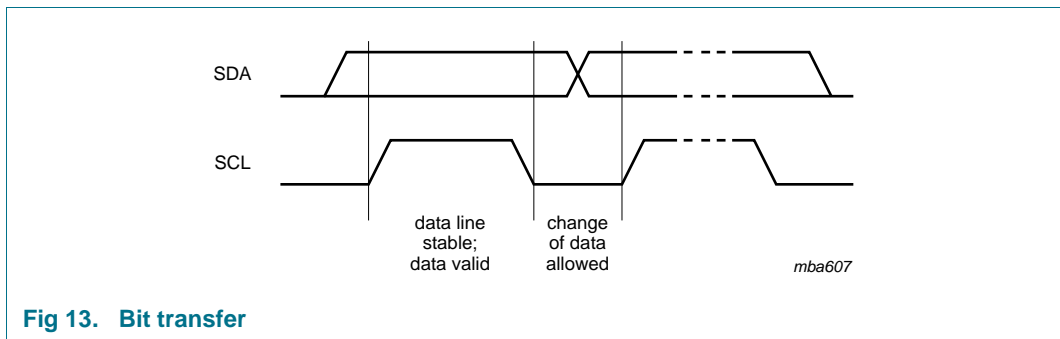 SDA
SCL
data line
stable;
data valid
change
of data
allowed
mba607
Fig 13. Bit transfer